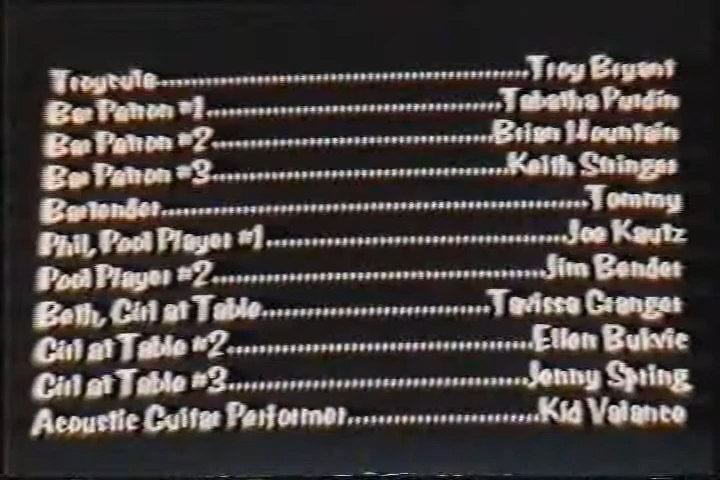 Troycula.......................................................Troy Bryant
Bar Patron #1............................................Tabatha Purdin
Bar Patron #2..........................................Brian Mountain
Bar Patron #3............................................Keith Stringer
Bartender................................................................Tommy
Phil, Pool Player #1............................................Joe Kautz
Pool Player #2..................................................Jim Bender
Beth, Girl at Table..................................Tavissa Granger
Girl at Table #2..............................................Ellen Bukvic
Girl at Table #3.............................................Jenny Spring
Acoustic Guitar Performer.............................Kid Valance